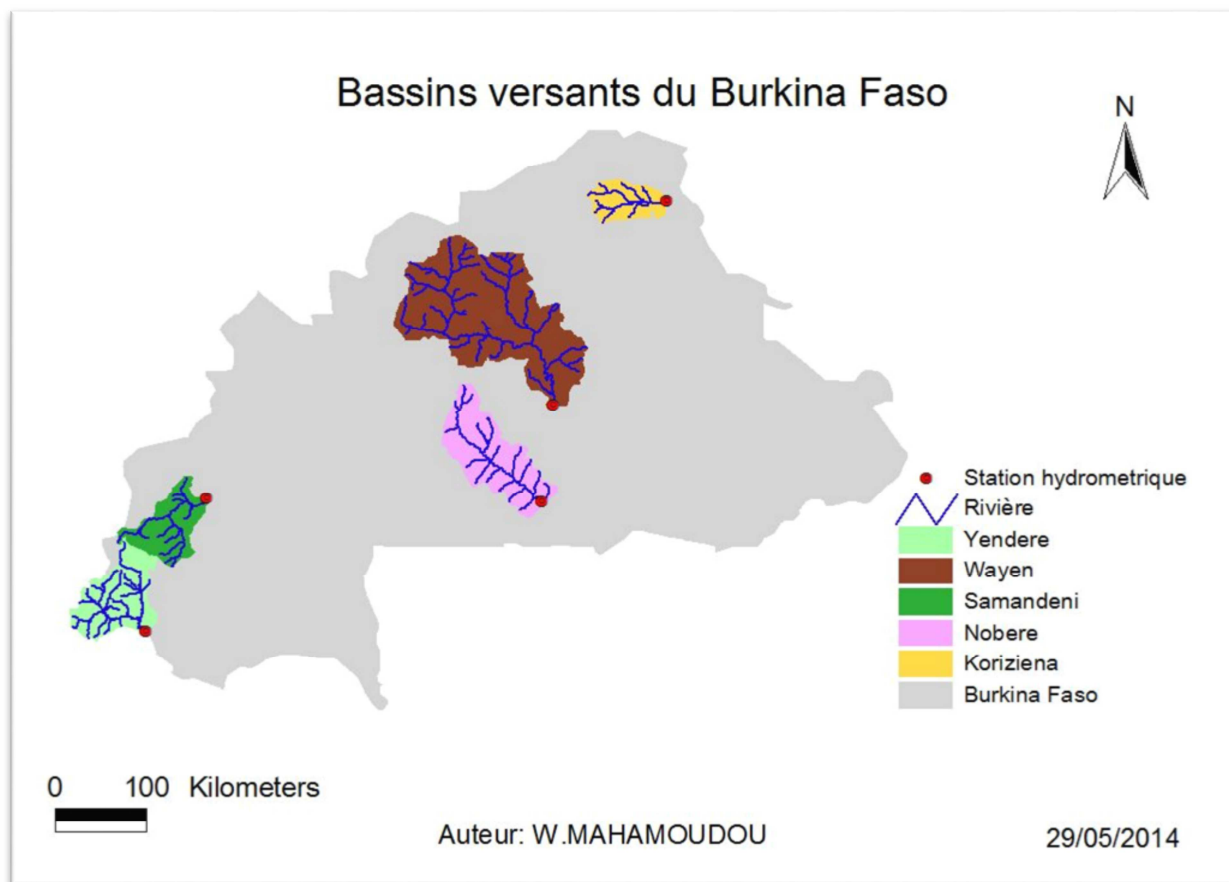 Bassins versants du Burkina Faso
N
Station hydrometrique
Rivière
Yendere
Wayen
Samandeni
Nobere
Koriziena
Burkina Faso
0 100 Kilometers
Auteur: W.MAHAMOUDOU
29/05/2014